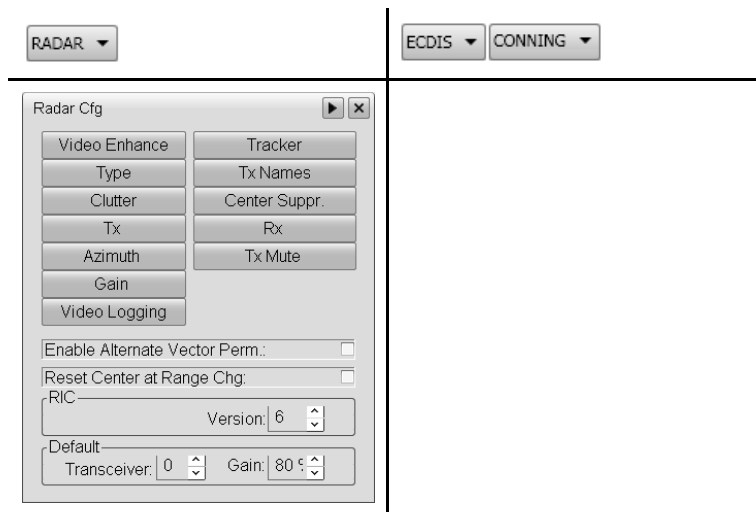 RADAR
ECDIS CONNING
Radar Cfg
Video Enhance Tracker
Type Tx Names
Clutter Center Suppr.
Tx Rx
Azimuth Tx Mute
Gain
Video Logging
Enable Alternate Vector Perm.:
Reset Center at Range Chg:
RIC
Version: 6
Default
Transceiver: 0 Gain: 80